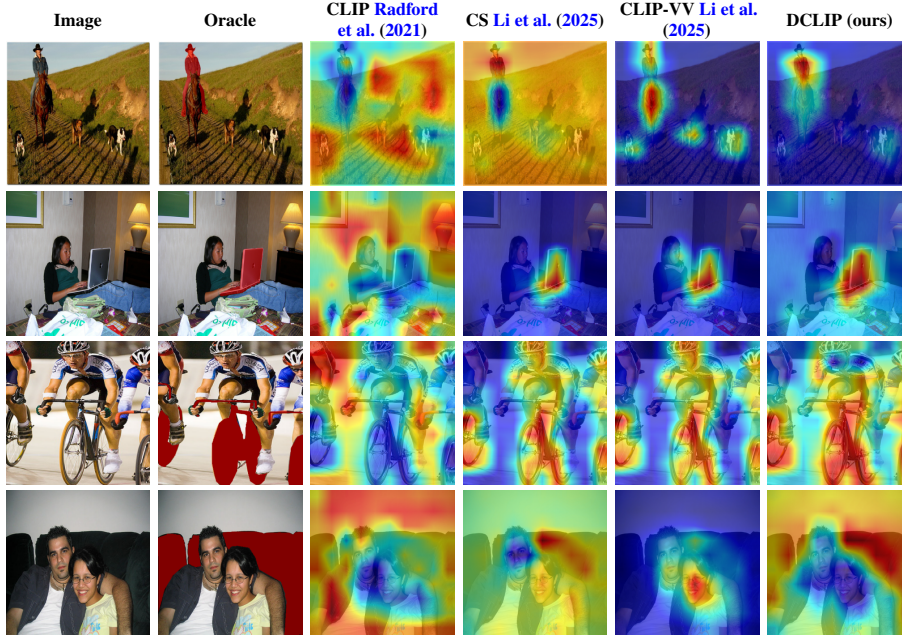 Image
Oracle
CLIP Radford
et al. (2021)
CS Li et al. (2025)
CLIP-VV Li et al.
(2025)
DCLIP (ours)